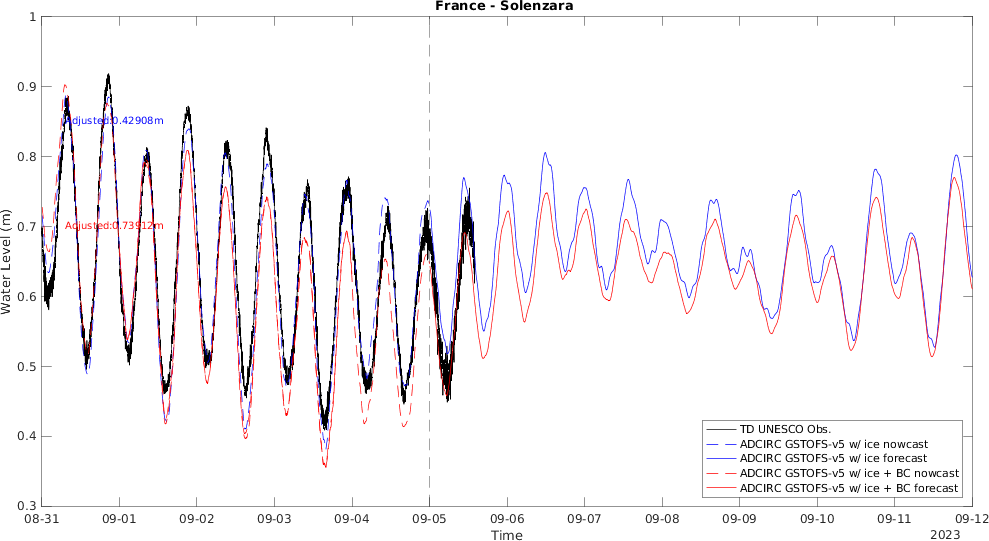 France - Solenzara
Water Level (m)
1
0.9
0.8
0.7
0.6
0.5
0.4
0.3
Adjusted:0.42908m
Adjusted:0.73912m
TD UNESCO Obs.
ADCIRC GSTOFS-v5 w/ ice nowcast
ADCIRC GSTOFS-v5 w/ ice forecast
ADCIRC GSTOFS-v5 w/ ice + BC nowcast
ADCIRC GSTOFS-v5 w/ ice + BC forecast
08-31 09-01 09-02 09-03 09-04 09-05 09-06 09-07 09-08 09-09 09-10 09-11 09-12
Time
2023